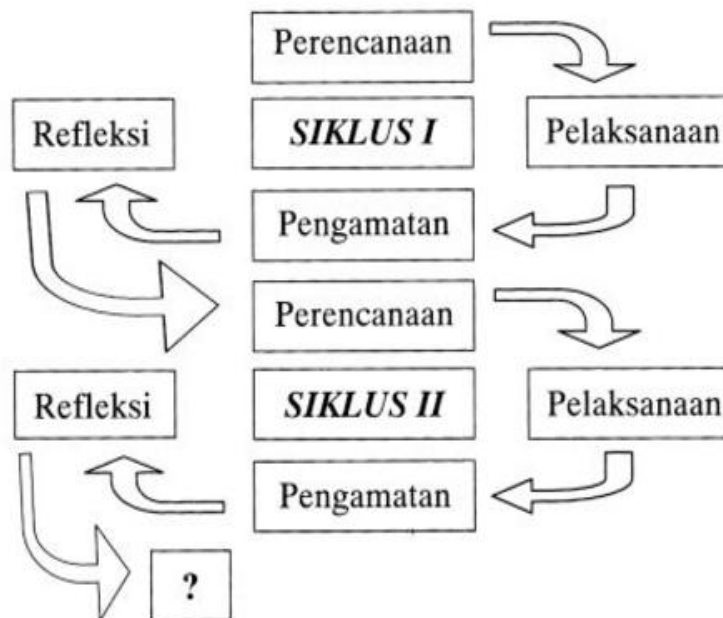 Perencanaan
Refleksi
SIKLUS I
Pelaksanaan
Pengamatan
Perencanaan
Refleksi
SIKLUS II
Pelaksanaan
Pengamatan
?